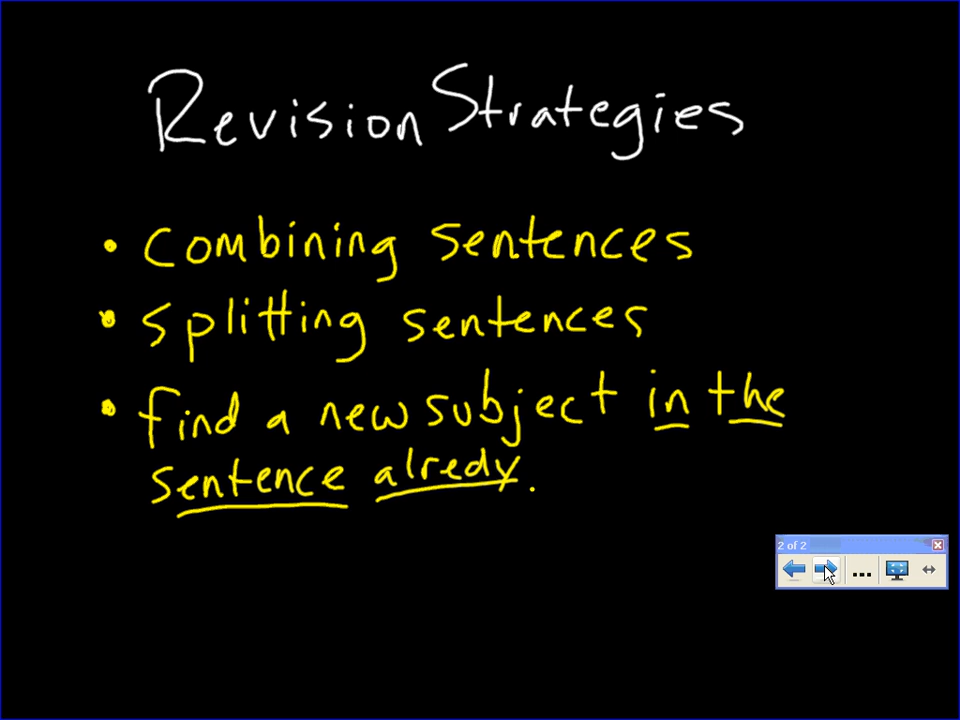 Revision Strategies
• combining sentences
• splitting sentences
• find a new subject in the
sentence alredy.
2 of 2
...